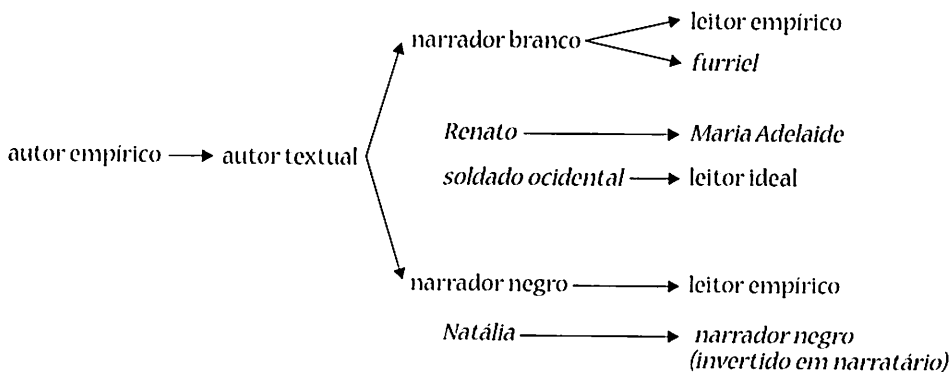 narrador branco
leitor empírico
furriel
Renato
Maria Adelaide
autor empírico
autor textual
soldado ocidental
leitor ideal
narrador negro
leitor empírico
Natália
narrador negro
(invertido em narratário)